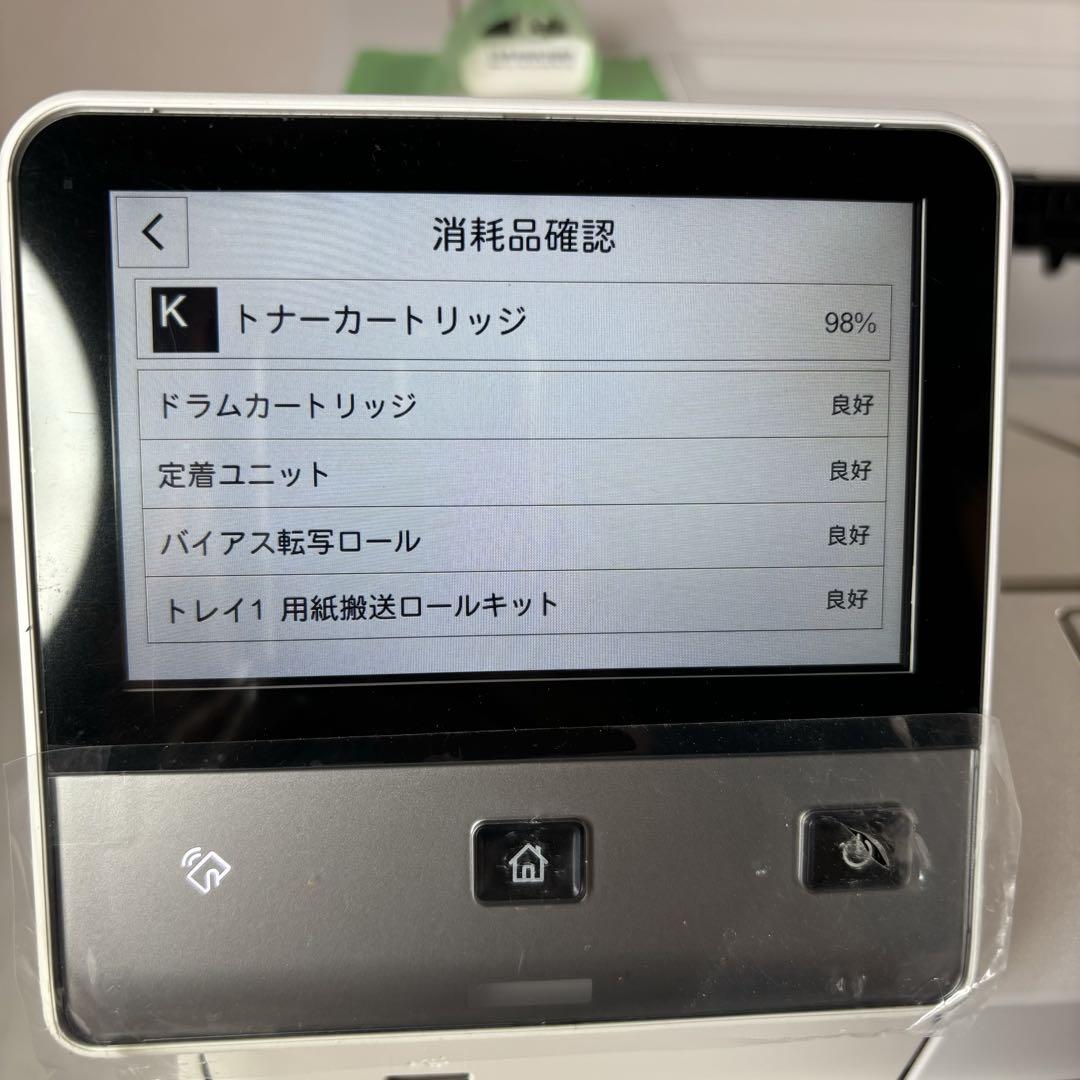 消耗品確認
K トナーカートリッジ 98%
ドラムカートリッジ 良好
定着ユニット 良好
バイアス転写ロール 良好
トレイ1 用紙搬送ロールキット 良好